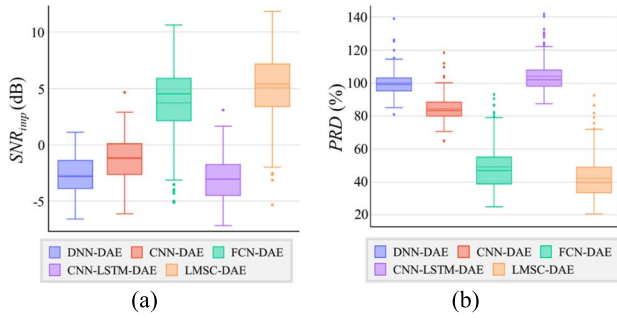 SNRimp (dB)
10
5
0
-5
DNN-DAE CNN-DAE FCN-DAE
CNN-LSTM-DAE LMSC-DAE
(a)
PRD (%)
140
120
100
80
60
40
20
DNN-DAE CNN-DAE FCN-DAE
CNN-LSTM-DAE LMSC-DAE
(b)